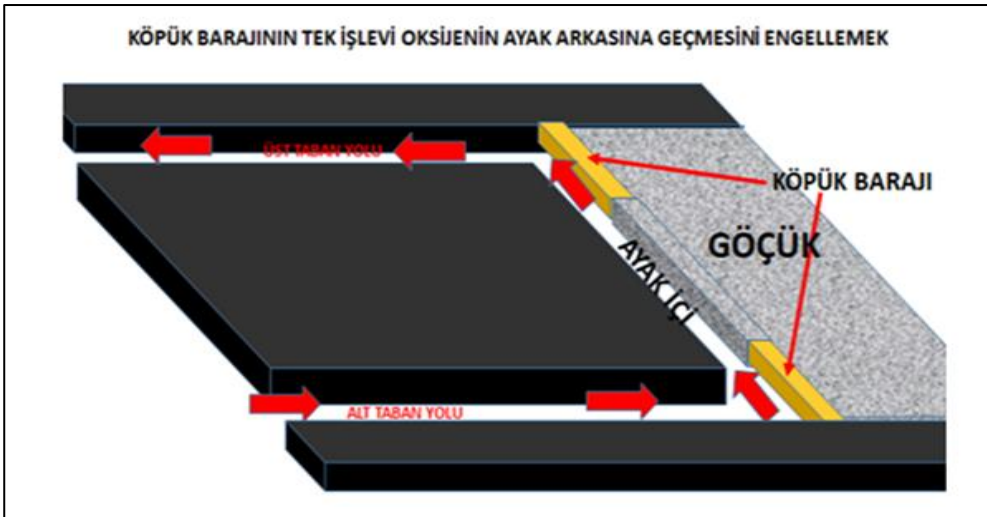 KÖPÜK BARAJININ TEK İŞLEVİ OKSİJENİN AYAK ARKASINA GEÇMESİNİ ENGELLEMEK
ÜST TABAN YOLU
KÖPÜK BARAJI
GÖÇÜK
AYAK İÇİ
ALT TABAN YOLU